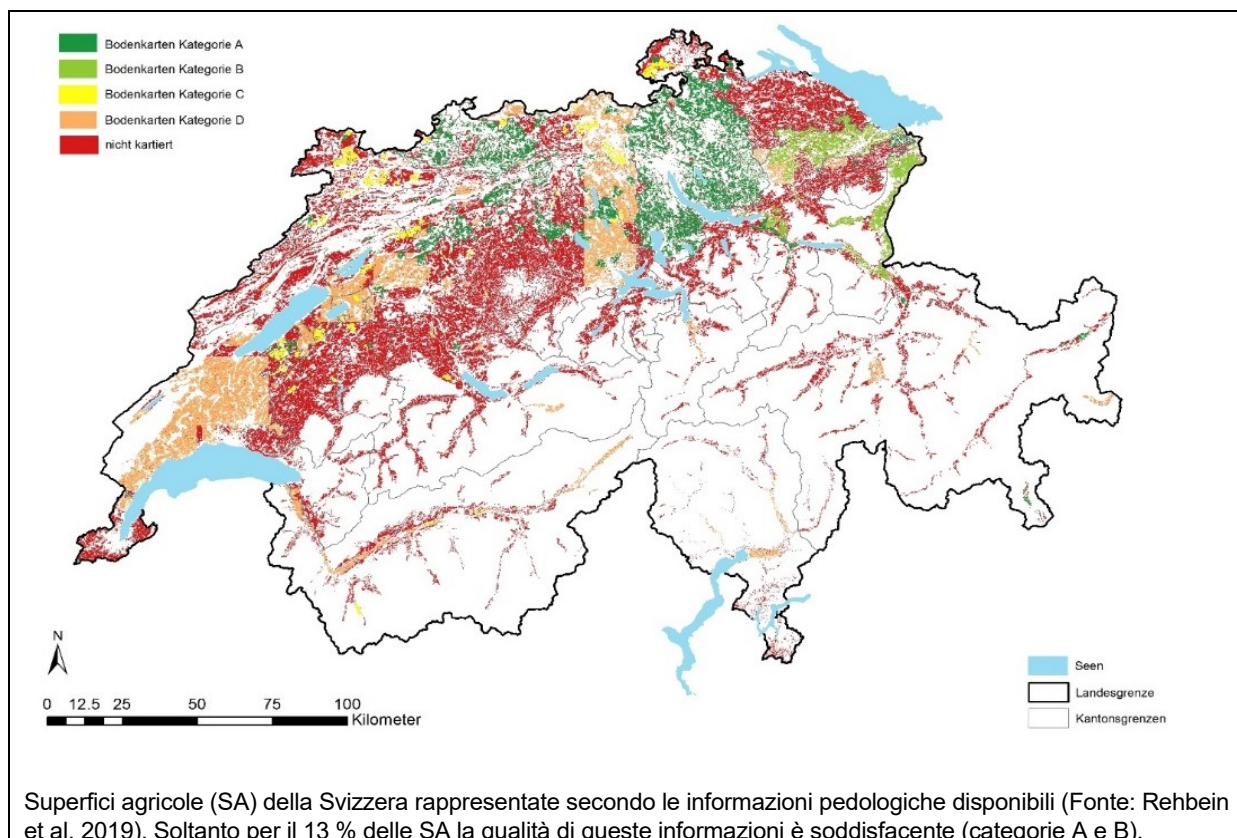 Bodenkarten Kategorie A
Bodenkarten Kategorie B
Bodenkarten Kategorie C
Bodenkarten Kategorie D
nicht kartiert
N
0 12.5 25 50 75 100
Kilometer
Seen
Landesgrenze
Kantonsgrenzen
Superfici agricole (SA) della Svizzera rappresentate secondo le informazioni pedologiche disponibili (Fonte: Rehbein
et al. 2019). Soltanto per il 13 % delle SA la qualità di queste informazioni è soddisfacente (categorie A e B).